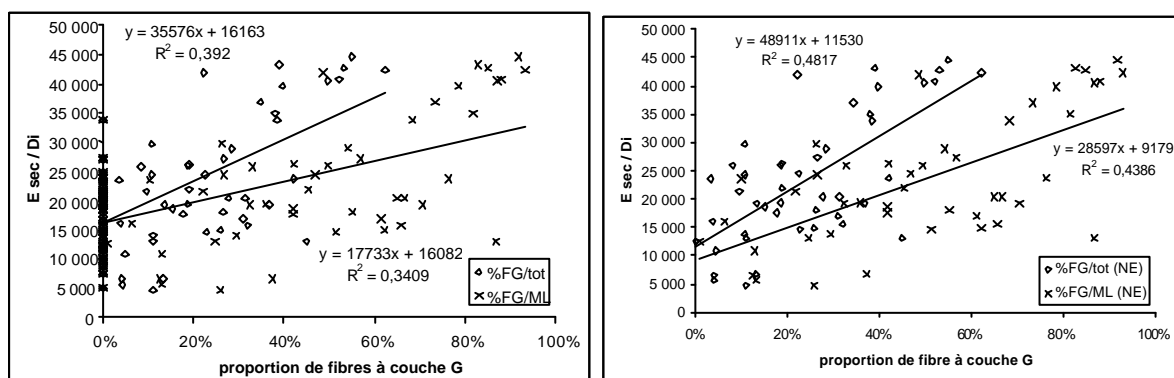 50 000
45 000
40 000
35 000
30 000
25 000
20 000
15 000
10 000
5 000
0
E sec / Di
y = 35576x + 16163
R2 = 0,392
y = 17733x + 16082
R2 = 0,3409
%FG/tot
%FG/ML
0% 20% 40% 60% 80% 100%
proportion de fibres à couche G
50 000
45 000
40 000
35 000
30 000
25 000
20 000
15 000
10 000
5 000
0
E sec / Di
y = 48911x + 11530
R2 = 0,4817
y = 28597x + 9179
R2 = 0,4386
%FG/tot (NE)
%FG/ML (NE)
0% 20% 40% 60% 80% 100%
proportion de fibre à couche G